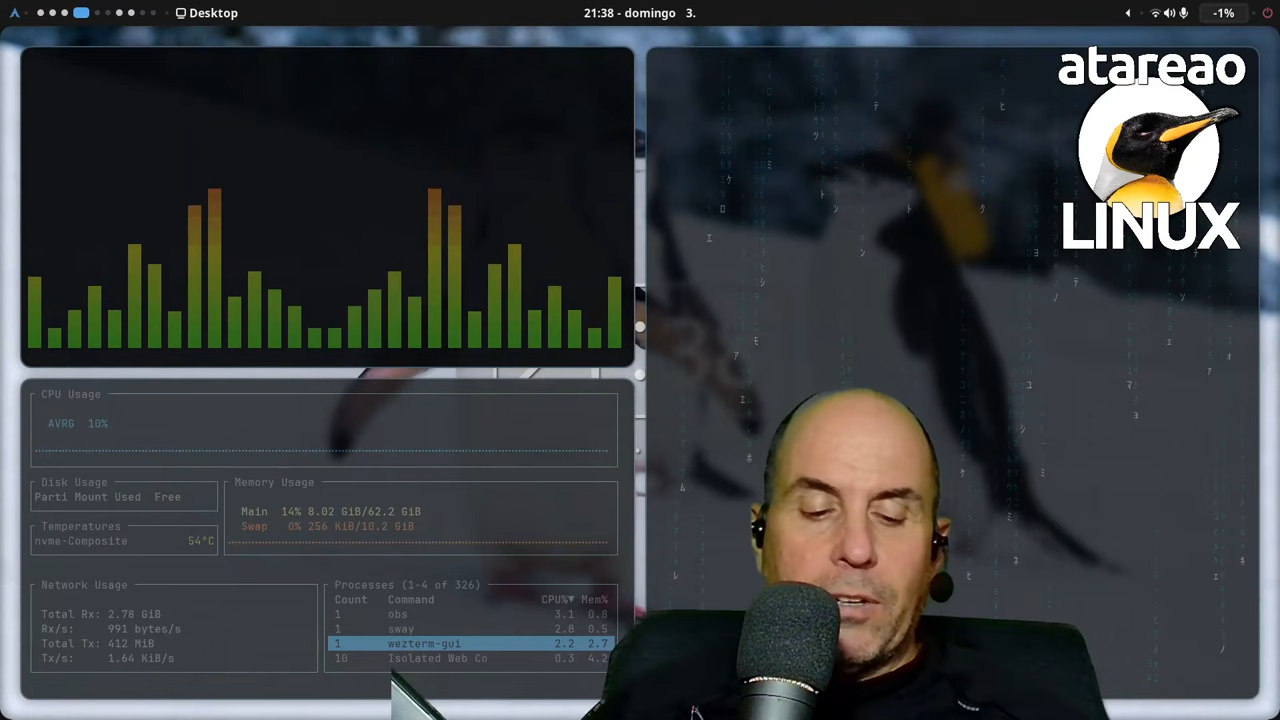 Desktop
21:38 - domingo 3.
-1%
atareao
LINUX
CPU Usage
AVRG 10%
Disk Usage
Parti Mount Used Free
Memory Usage
Main 14% 8.02 GiB/62.2 GiB
Swap 0% 256 KiB/10.2 GiB
Temperatures
nvme-Composite 54°C
Network Usage
Total Rx: 2.78 GiB
Rx/s: 991 bytes/s
Total Tx: 412 MiB
Tx/s: 1.64 KiB/s
Processes (1-4 of 326)
Count Command CPU%▼ Mem%
1 obs 3.1 0.8
1 sway 2.8 0.5
1 wezterm-gui 2.2 2.7
10 Isolated Web Co 0.3 4.2